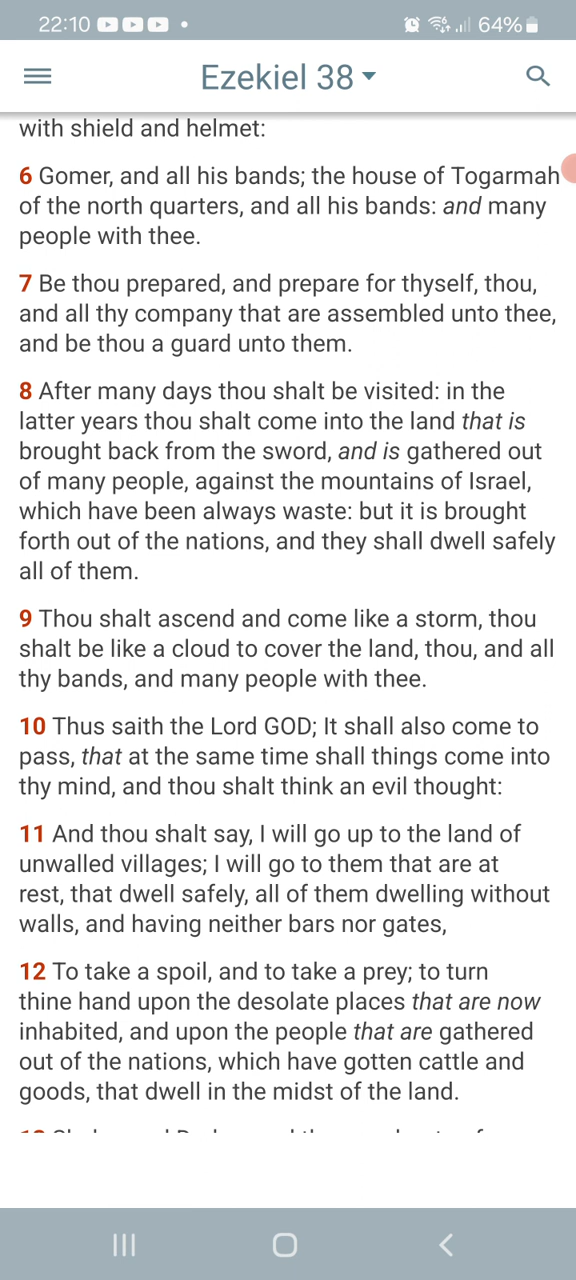 22:10
64%
Ezekiel 38
with shield and helmet:
6 Gomer, and all his bands; the house of Togarmah
of the north quarters, and all his bands: and many
people with thee.
7 Be thou prepared, and prepare for thyself, thou,
and all thy company that are assembled unto thee,
and be thou a guard unto them.
8 After many days thou shalt be visited: in the
latter years thou shalt come into the land that is
brought back from the sword, and is gathered out
of many people, against the mountains of Israel,
which have been always waste: but it is brought
forth out of the nations, and they shall dwell safely
all of them.
9 Thou shalt ascend and come like a storm, thou
shalt be like a cloud to cover the land, thou, and all
thy bands, and many people with thee.
10 Thus saith the Lord GOD; It shall also come to
pass, that at the same time shall things come into
thy mind, and thou shalt think an evil thought:
11 And thou shalt say, I will go up to the land of
unwalled villages; I will go to them that are at
rest, that dwell safely, all of them dwelling without
walls, and having neither bars nor gates,
12 To take a spoil, and to take a prey; to turn
thine hand upon the desolate places that are now
inhabited, and upon the people that are gathered
out of the nations, which have gotten cattle and
goods, that dwell in the midst of the land.